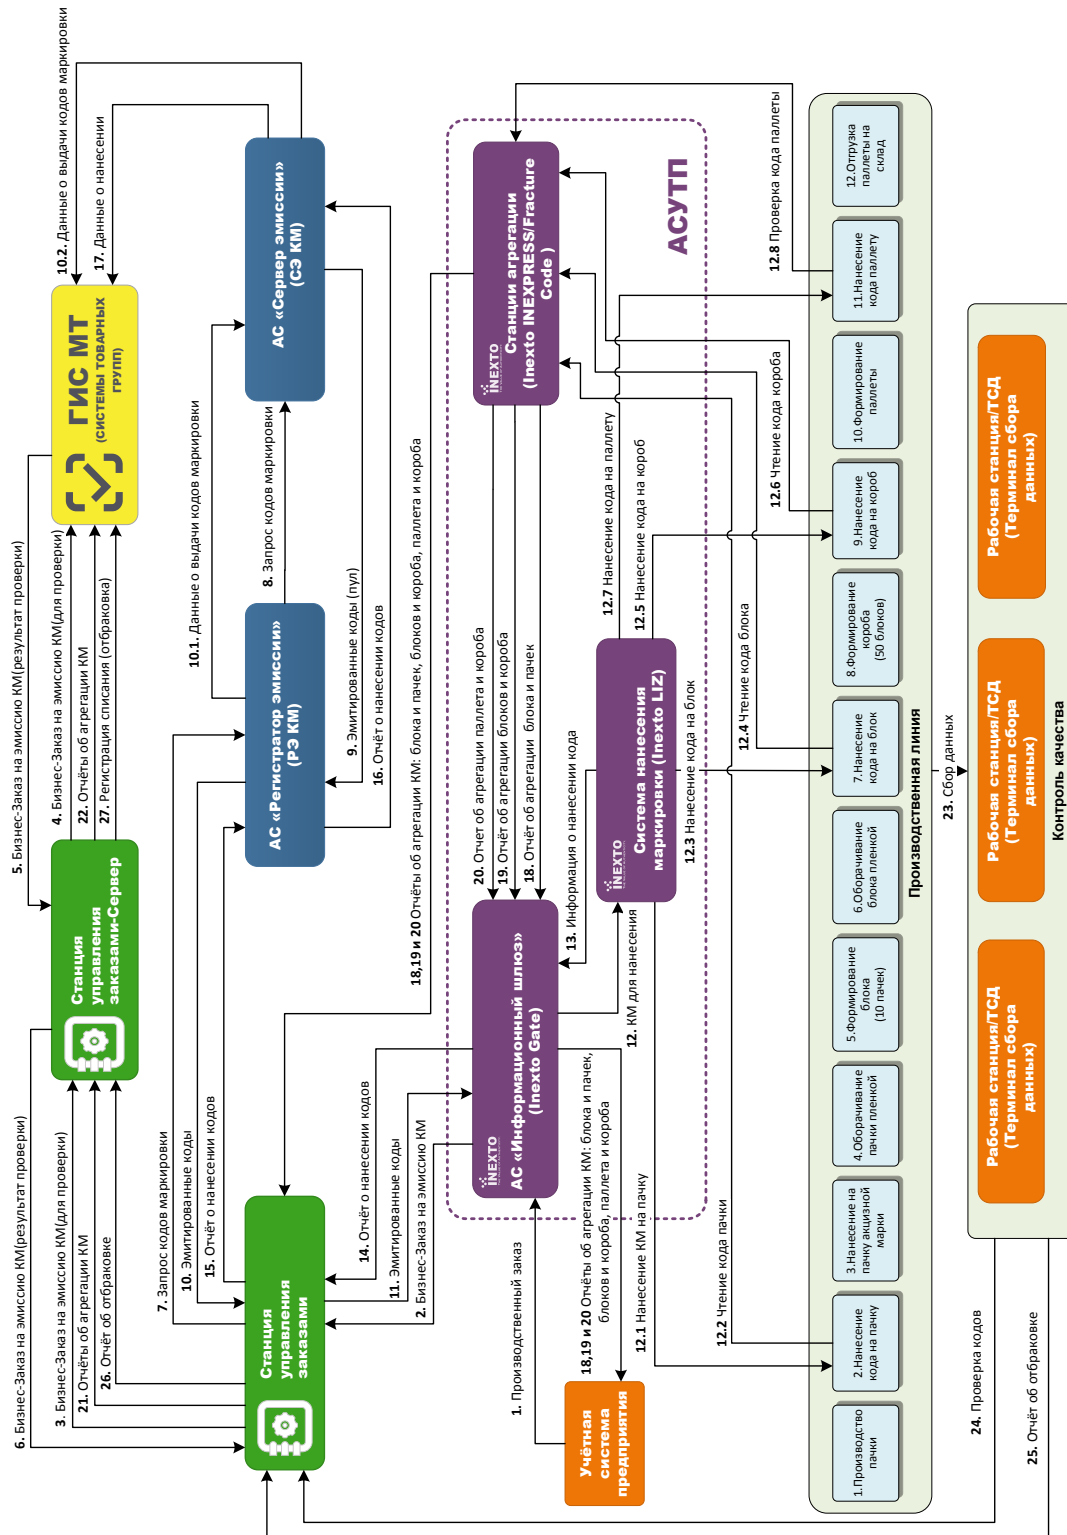 6. Бизнес-Заказ на эмиссию КМ(результат проверки)
3. Бизнес-Заказ на эмиссию КМ(для проверки)
21. Отчёты об агрегации КМ
26. Отчёт об отбраковке
Станция
управления
заказами-Сервер
5. Бизнес-Заказ на эмиссию КМ(результат проверки)
4. Бизнес-Заказ на эмиссию КМ(для проверки)
22. Отчёты об агрегации КМ
27. Регистрация списания (отбраковка)
ГИС МТ
(СИСТЕМЫ ТОВАРНЫХ
ГРУПП)
10.2. Данные о выдачи кодов маркировки
17. Данные о нанесении
7. Запрос кодов маркировки
10. Эмитированные коды
15. Отчёт о нанесении кодов
Станция
управления
заказами
АС «Регистратор эмиссии»
(РЭ КМ)
10.1. Данные о выдачи кодов маркировки
8. Запрос кодов маркировки
9. Эмитированные коды (пул)
16. Отчёт о нанесении кодов
АС «Сервер эмиссии»
(СЭ КМ)
14. Отчёт о нанесении кодов
11. Эмитированные коды
2. Бизнес-Заказ на эмиссию КМ
18,19 и 20 Отчёты об агрегации КМ: блока и пачек, блоков и короба, паллета и короба
INEXTO
АС «Информационный шлюз»
(Inexto Gate)
20. Отчет об агрегации паллета и короба
19. Отчёт об агрегации блоков и короба
18. Отчёт об агрегации блока и пачек
INEXTO
Станции агрегации
(Inexto INEXPRESS/Fracture
Code )
АСУТП
1. Производственный заказ
Учётная
система
предприятия
18,19 и 20 Отчёты об агрегации КМ: блока и пачек,
блоков и короба, паллета и короба
13. Информация о нанесении кода
12. КМ для нанесения
INEXTO
Система нанесения
маркировки (Inexto LIZ)
12.1 Нанесение КМ на пачку
12.2 Чтение кода пачки
12.3 Нанесение кода на блок
12.4 Чтение кода блока
12.5 Нанесение кода на короб
12.6 Чтение кода короба
12.7 Нанесение кода на паллету
12.8 Проверка кода паллеты
1.Производство
пачки
2.Нанесение
кода на пачку
3.Нанесение на
пачку акцизной
марки
4.Оборачивание
пачки пленкой
5.Формирование
блока
(10 пачек)
6.Оборачивание
блока пленкой
7.Нанесение
кода на блок
8.Формирование
короба
(50 блоков)
9.Нанесение
кода на короб
10.Формирование
паллеты
11.Нанесение
кода паллету
12.Отгрузка
паллеты на
склад
Производственная линия
23. Сбор данных
24. Проверка кодов
25. Отчёт об отбраковке
Рабочая станция/ТСД
(Терминал сбора
данных)
Рабочая станция/ТСД
(Терминал сбора
данных)
Рабочая станция/ТСД
(Терминал сбора
данных)
Контроль качества